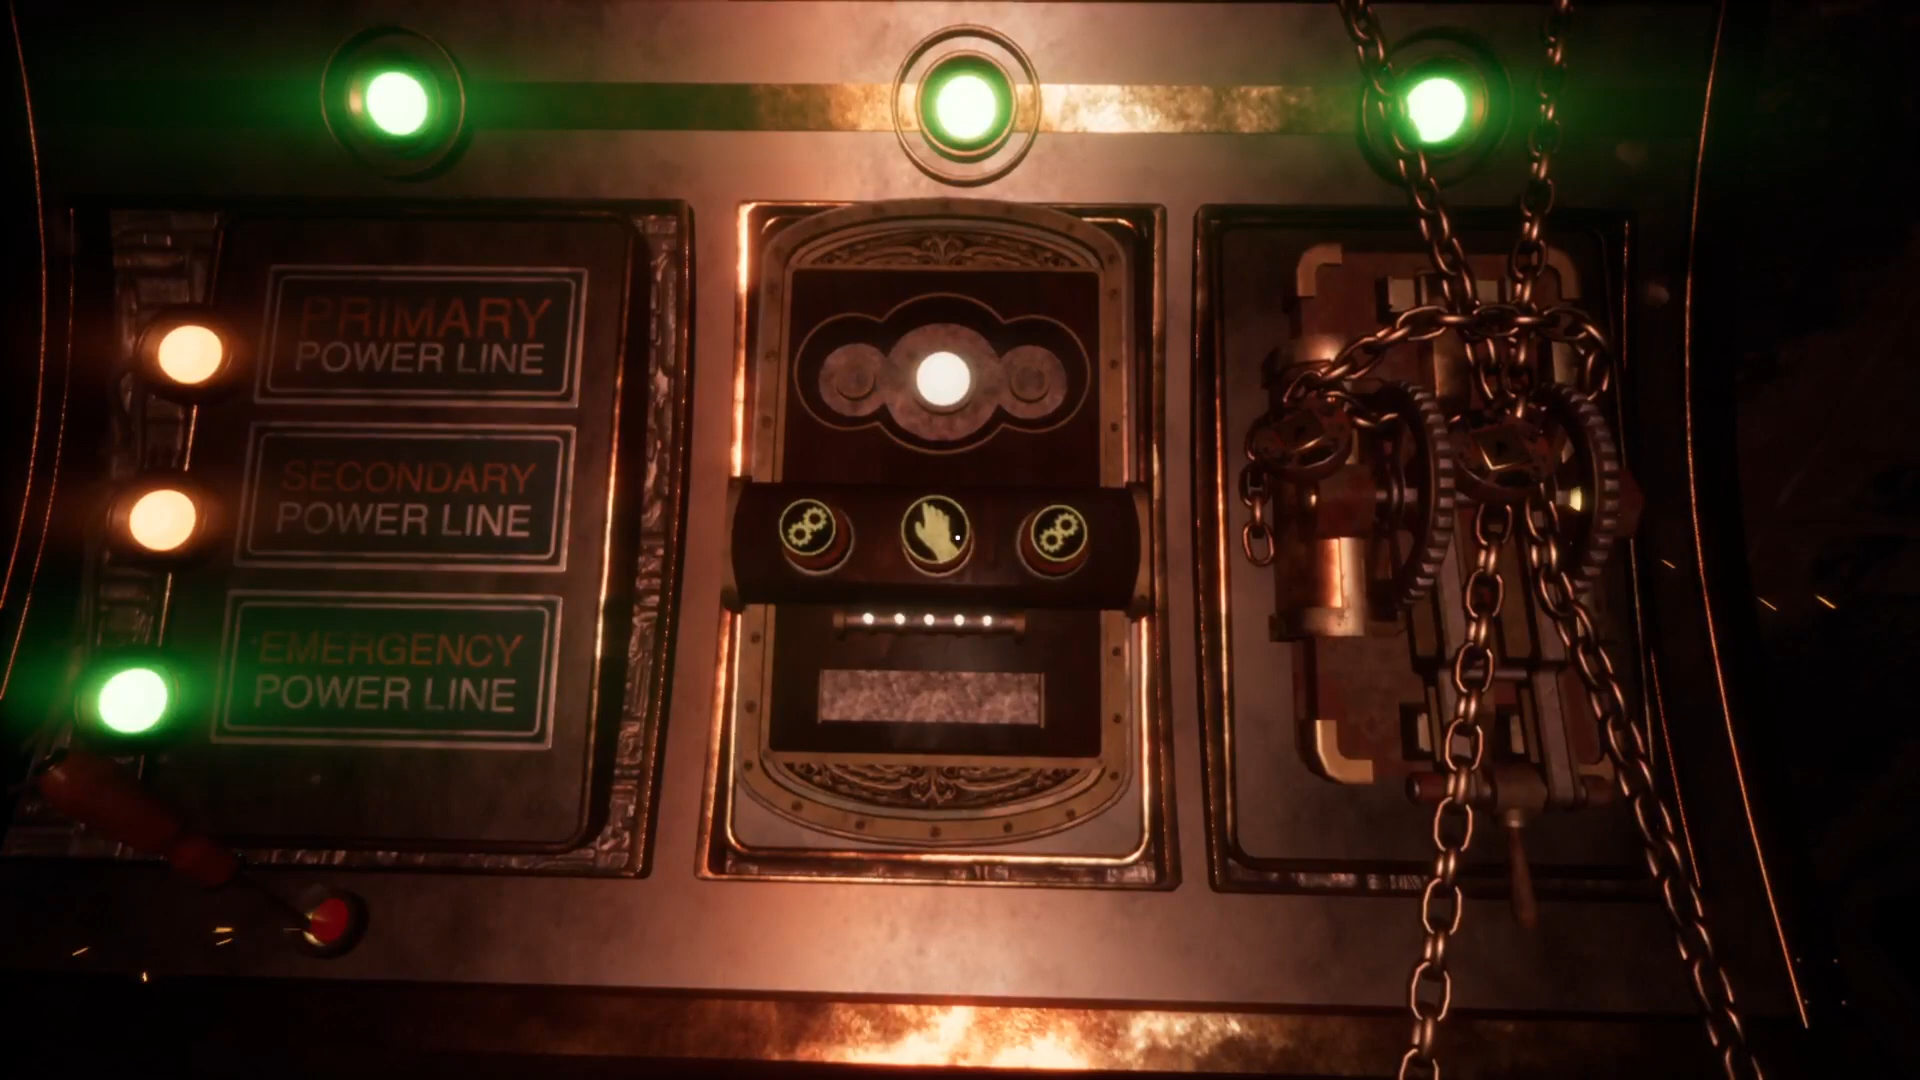 PRIMARY
POWER LINE
SECONDARY
POWER LINE
EMERGENCY
POWER LINE